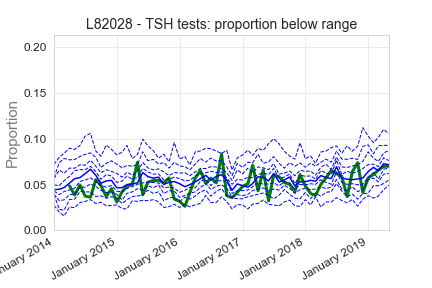 L82028 - TSH tests: proportion below range
0.20
0.15
0.10
0.05
0.00
Proportion
nuary 2014
January 2015
January 2016
January 2017
January 2018
January 2019